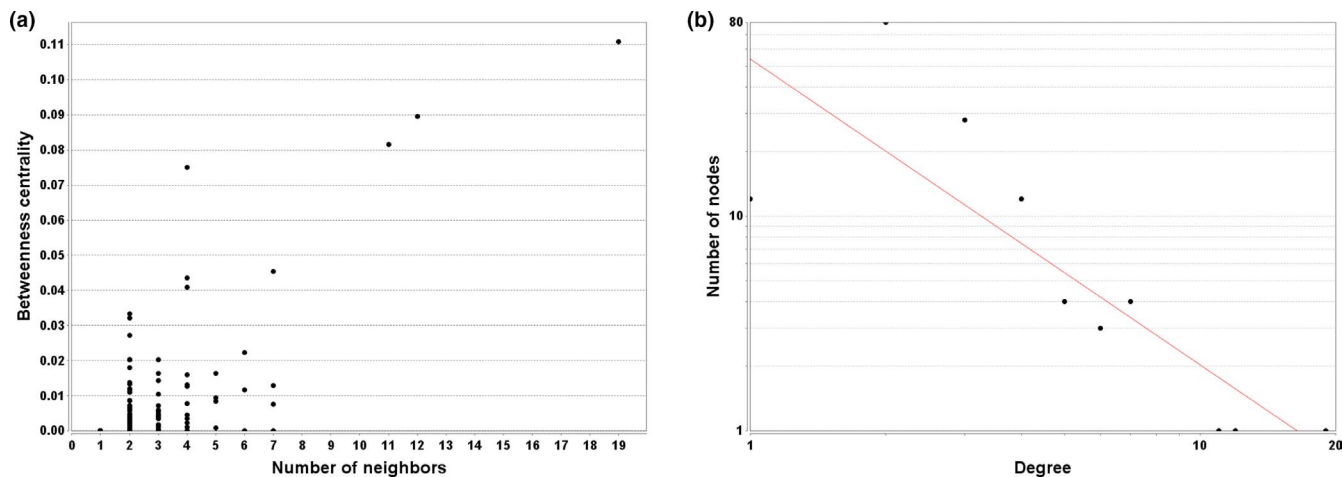 (a)
Betweenness centrality
0.11
0.10
0.09
0.08
0.07
0.06
0.05
0.04
0.03
0.02
0.01
0.00
0 1 2 3 4 5 6 7 8 9 10 11 12 13 14 15 16 17 18 19
Number of neighbors
(b)
Number of nodes
80
10
1
1 10 20
Degree